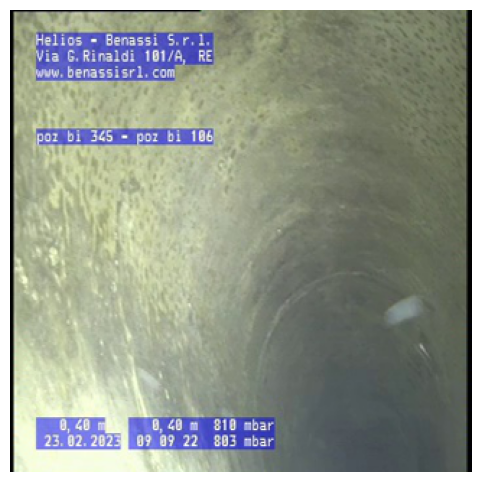 Helios - Benassi S.r.l.
Via G.Rinaldi 101/A, RE
www.benassisrl.com
poz bi 345 - poz bi 106
0,40 m 0,40 m 810 mbar
23.02.2023 09 09 22 803 mbar